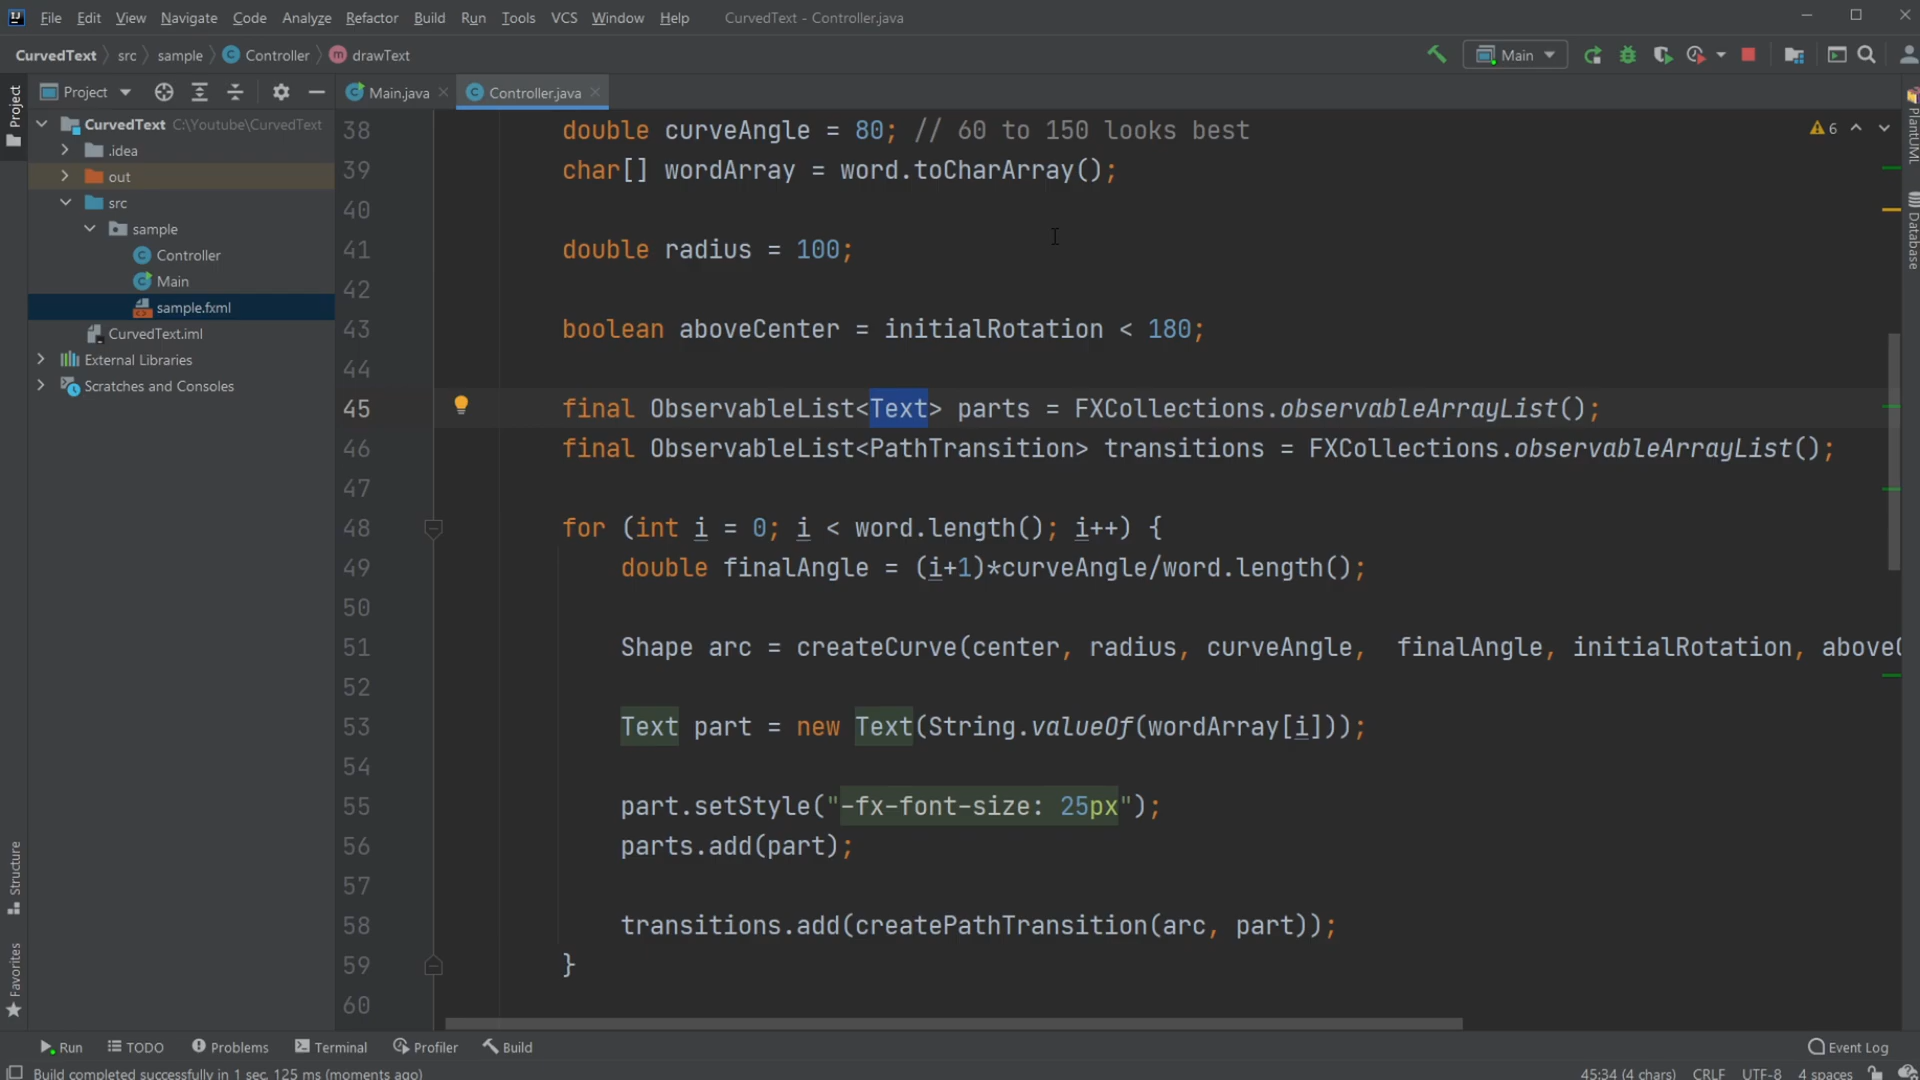 File Edit View Navigate Code Analyze Refactor Build Run Tools VCS Window Help CurvedText - Controller.java
CurvedText src sample Controller drawText Main
Project Main.java Controller.java
CurvedText C:\Youtube\CurvedText
.idea
out
src
sample
Controller
Main
sample.fxml
CurvedText.iml
External Libraries
Scratches and Consoles
Project
Structure
Favorites
38 double curveAngle = 80; // 60 to 150 looks best
39 char[] wordArray = word.toCharArray();
40
41 double radius = 100;
42
43 boolean aboveCenter = initialRotation < 180;
44
45 final ObservableList<Text> parts = FXCollections.observableArrayList();
46 final ObservableList<PathTransition> transitions = FXCollections.observableArrayList();
47
48 for (int i = 0; i < word.length(); i++) {
49 double finalAngle = (i+1)*curveAngle/word.length();
50
51 Shape arc = createCurve(center, radius, curveAngle,  finalAngle, initialRotation, aboveC
52
53 Text part = new Text(String.valueOf(wordArray[i]));
54
55 part.setStyle("-fx-font-size: 25px");
56 parts.add(part);
57
58 transitions.add(createPathTransition(arc, part));
59 }
60
6
PlantUML
Database
Run TODO Problems Terminal Profiler Build Event Log
Build completed successfully in 1 sec, 125 ms (moments ago) 45:34 (4 chars) CRLF UTF-8 4 spaces